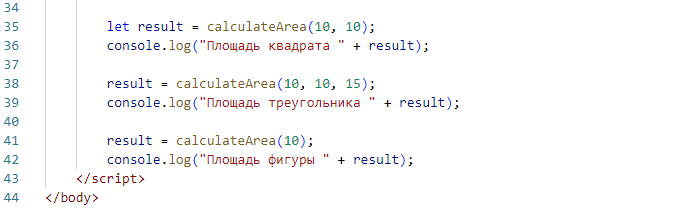 34
35 let result = calculateArea(10, 10);
36 console.log("Площадь квадрата " + result);
37
38 result = calculateArea(10, 10, 15);
39 console.log("Площадь треугольника " + result);
40
41 result = calculateArea(10);
42 console.log("Площадь фигуры " + result);
43 </script>
44 </body>